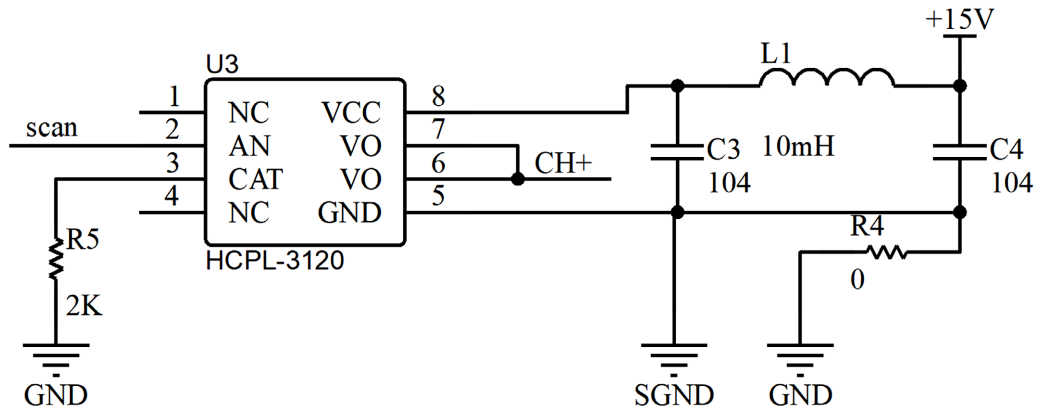 +15V
U3
L1
1 NC VCC 8
scan 2 AN VO 7
3 CAT VO 6 CH+
4 NC GND 5
C3
104
10mH
C4
104
R5
2K
HCPL-3120
R4
0
GND
SGND
GND